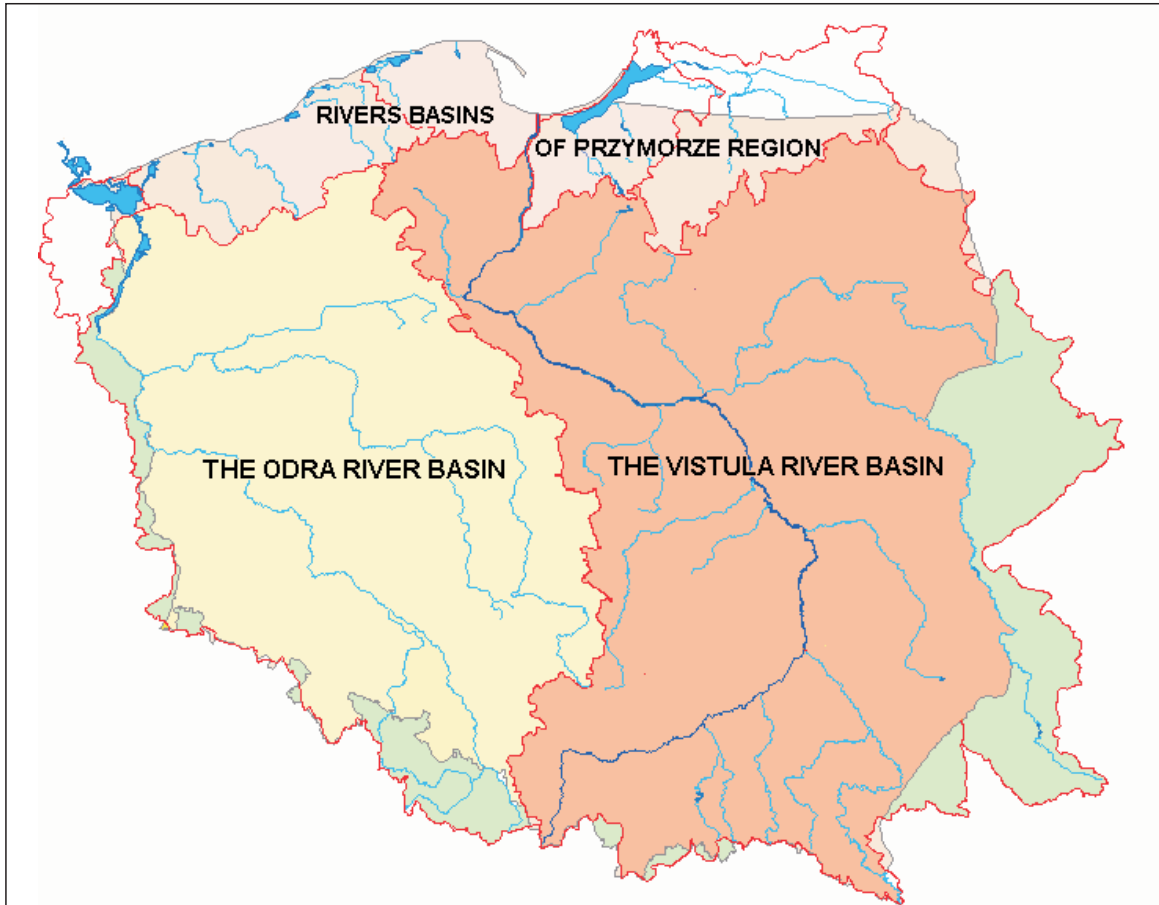 RIVERS BASINS
OF PRZYMORZE REGION
THE ODRA RIVER BASIN
THE VISTULA RIVER BASIN